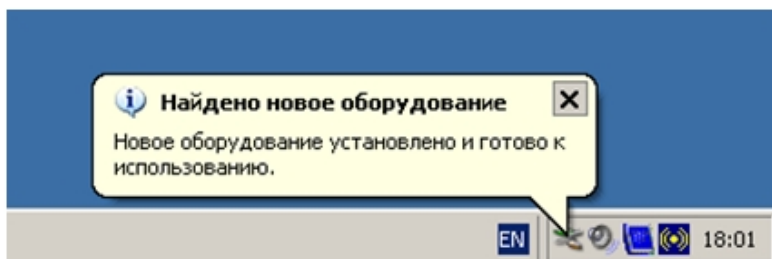 Найдено новое оборудование
Новое оборудование установлено и готово к
использованию.
EN
18:01